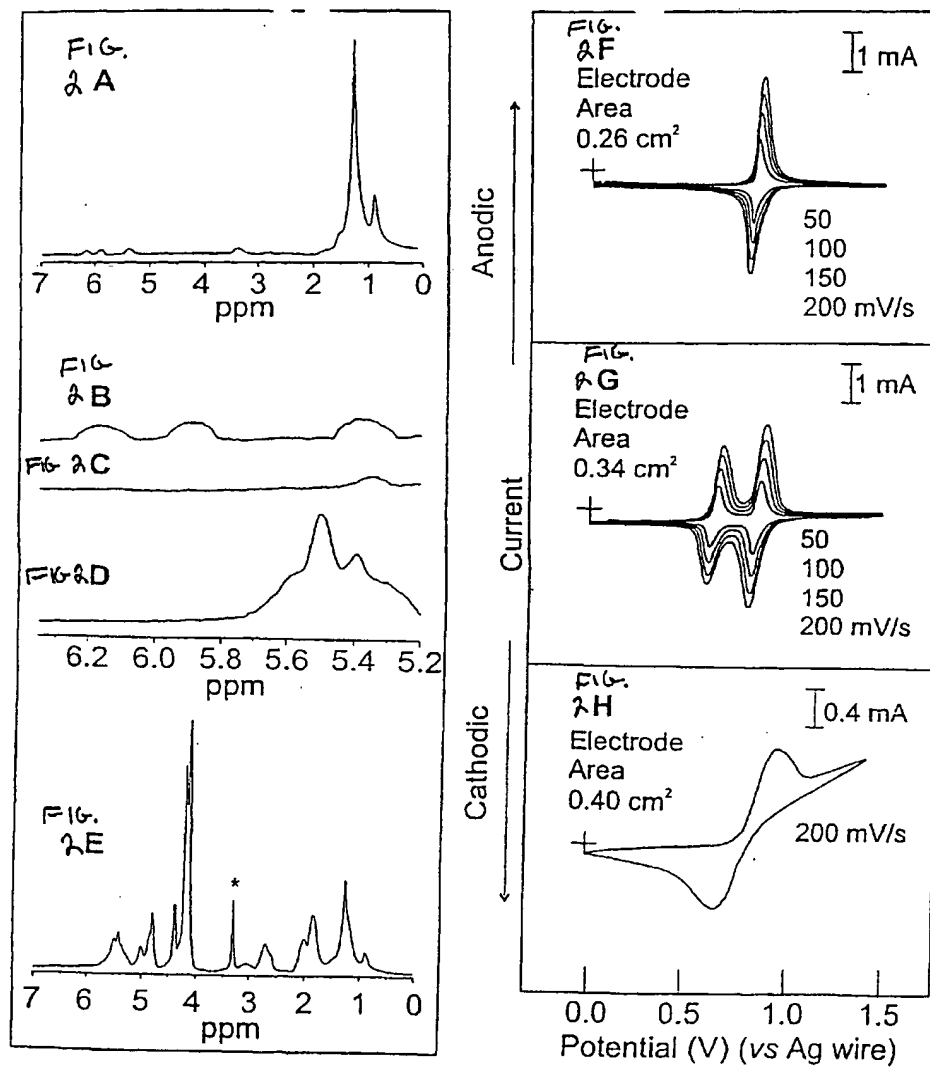 FIG.
2 A
7 6 5 4 3 2 1 0
ppm
FIG
2 B
FIG 2C
FIG 2D
6.2 6.0 5.8 5.6 5.4 5.2
ppm
FIG.
2E
*
7 6 5 4 3 2 1 0
ppm
Anodic
Current
Cathodic
FIG.
2F
Electrode
Area
0.26 cm²
1 mA
50
100
150
200 mV/s
FIG.
2G
Electrode
Area
0.34 cm²
1 mA
50
100
150
200 mV/s
FIG.
2H
Electrode
Area
0.40 cm²
0.4 mA
200 mV/s
0.0 0.5 1.0 1.5
Potential (V) (vs Ag wire)